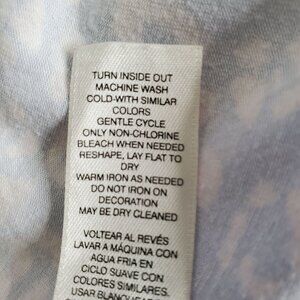 TURN INSIDE OUT
MACHINE WASH
COLD-WITH SIMILAR
COLORS
GENTLE CYCLE
ONLY NON-CHLORINE
BLEACH WHEN NEEDED
RESHAPE, LAY FLAT TO
DRY
WARM IRON AS NEEDED
DO NOT IRON ON
DECORATION
MAY BE DRY CLEANED
VOLTEAR AL REVÉS
LAVAR A MÁQUINA CON
AGUA FRIA EN
CICLO SUAVE CON
COLORES SIMILARES.
USAR BLANQUEADOR